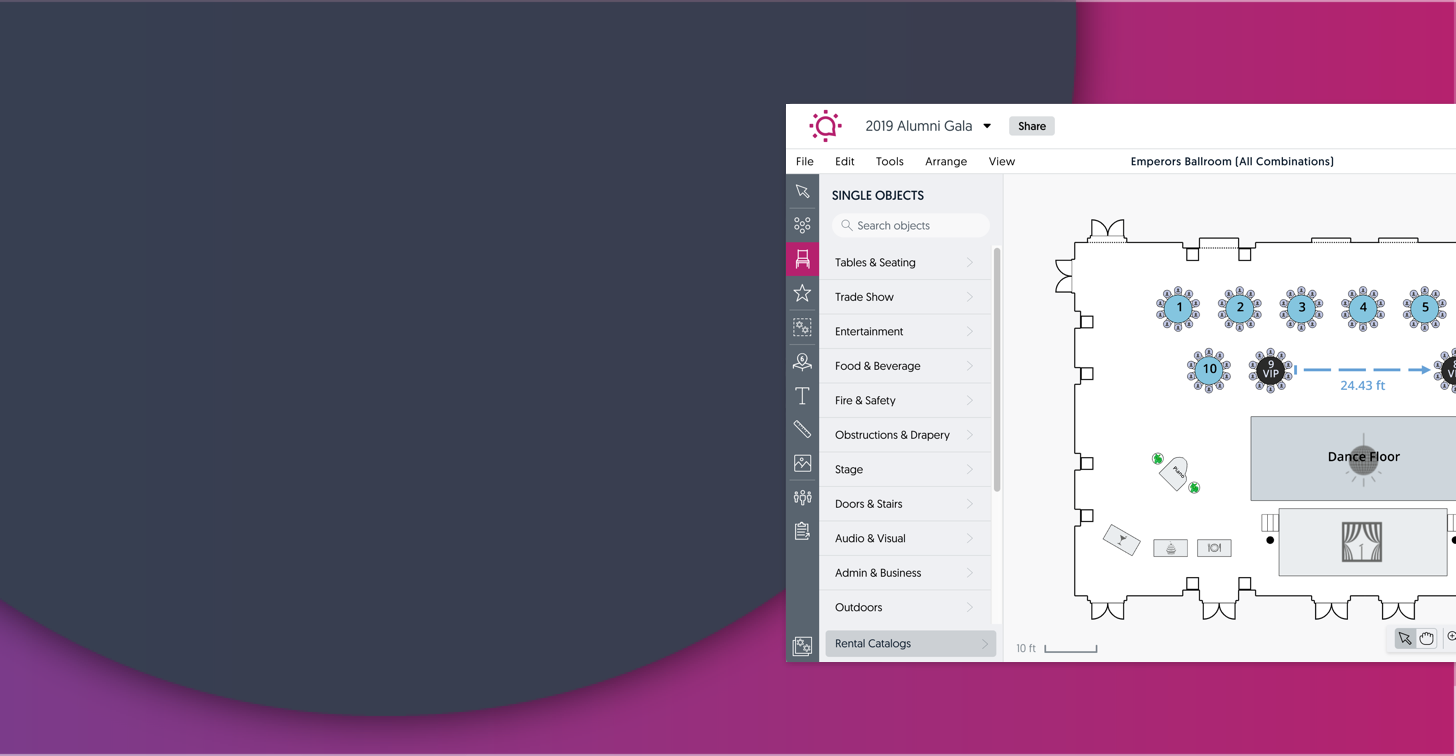 2019 Alumni Gala
Share
File Edit Tools Arrange View
Emperors Ballroom (All Combinations)
SINGLE OBJECTS
Search objects
Tables & Seating
Trade Show
Entertainment
Food & Beverage
Fire & Safety
Obstructions & Drapery
Stage
Doors & Stairs
Audio & Visual
Admin & Business
Outdoors
Rental Catalogs
1 2 3 4 5
10
9
VIP
24.43 ft
Dance Floor
Piano
10 ft